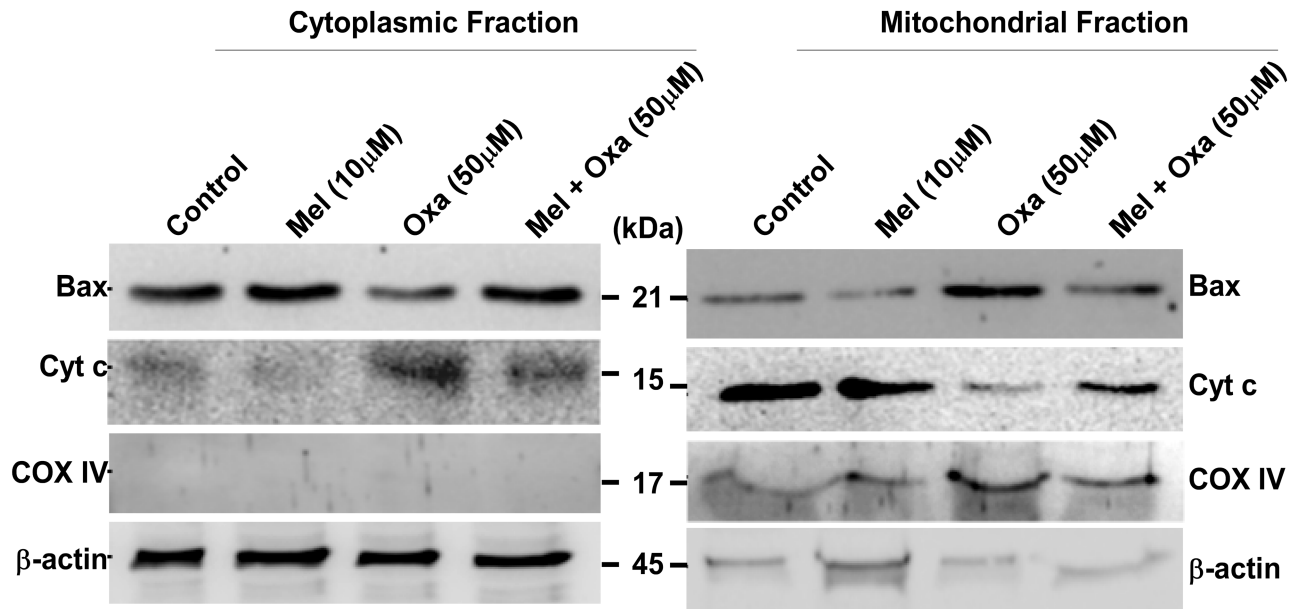 Cytoplasmic Fraction
Mitochondrial Fraction
Control
Mel (10μM)
Oxa (50μM)
Mel + Oxa (50μM)
(kDa)
Control
Mel (10μM)
Oxa (50μM)
Mel + Oxa (50μM)
Bax
21
Bax
Cyt c
15
Cyt c
COX IV
17
COX IV
β-actin
45
β-actin